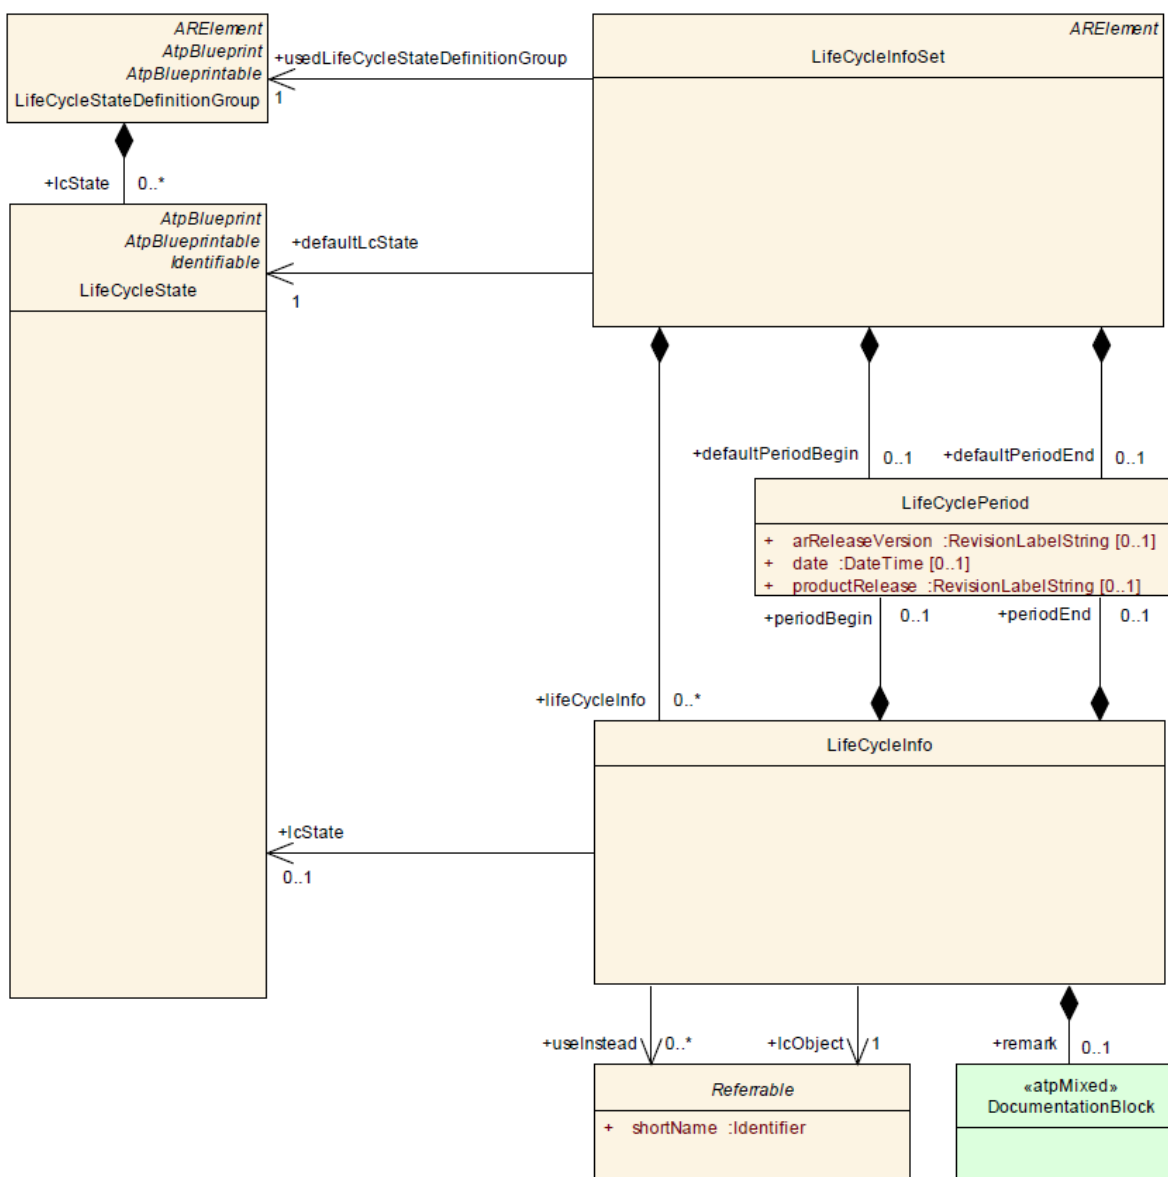 ARElement
AtpBlueprint
AtpBlueprintable
LifeCycleStateDefinitionGroup
+usedLifeCycleStateDefinitionGroup
1
ARElement
LifeCycleInfoSet
+lcState 0..*
AtpBlueprint
AtpBlueprintable
Identifiable
LifeCycleState
+defaultLcState
1
+defaultPeriodBegin 0..1
+defaultPeriodEnd 0..1
LifeCyclePeriod
+ arReleaseVersion :RevisionLabelString [0..1]
+ date :DateTime [0..1]
+ productRelease :RevisionLabelString [0..1]
+periodBegin 0..1
+periodEnd 0..1
+lifeCycleInfo 0..*
LifeCycleInfo
+lcState
0..1
+useInstead 0..*
+lcObject 1
+remark 0..1
Referrable
+ shortName :Identifier
«atpMixed»
DocumentationBlock